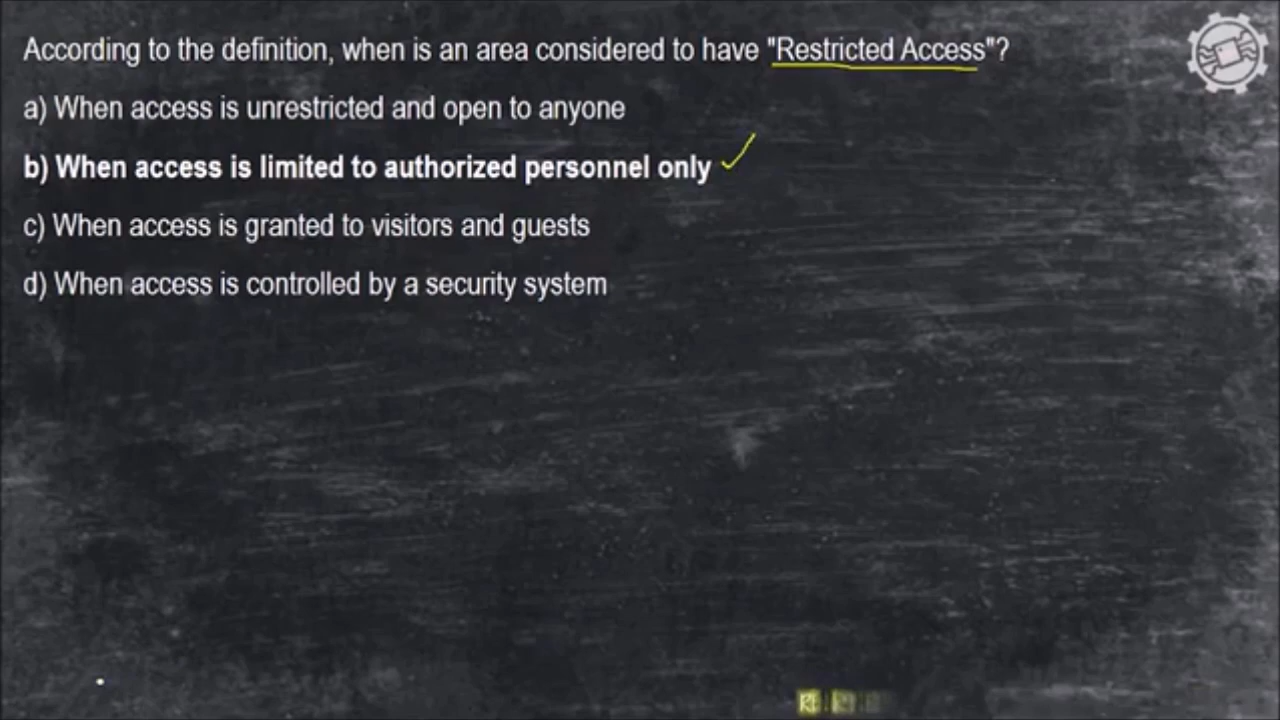 According to the definition, when is an area considered to have "Restricted Access"?
a) When access is unrestricted and open to anyone
b) When access is limited to authorized personnel only
c) When access is granted to visitors and guests
d) When access is controlled by a security system